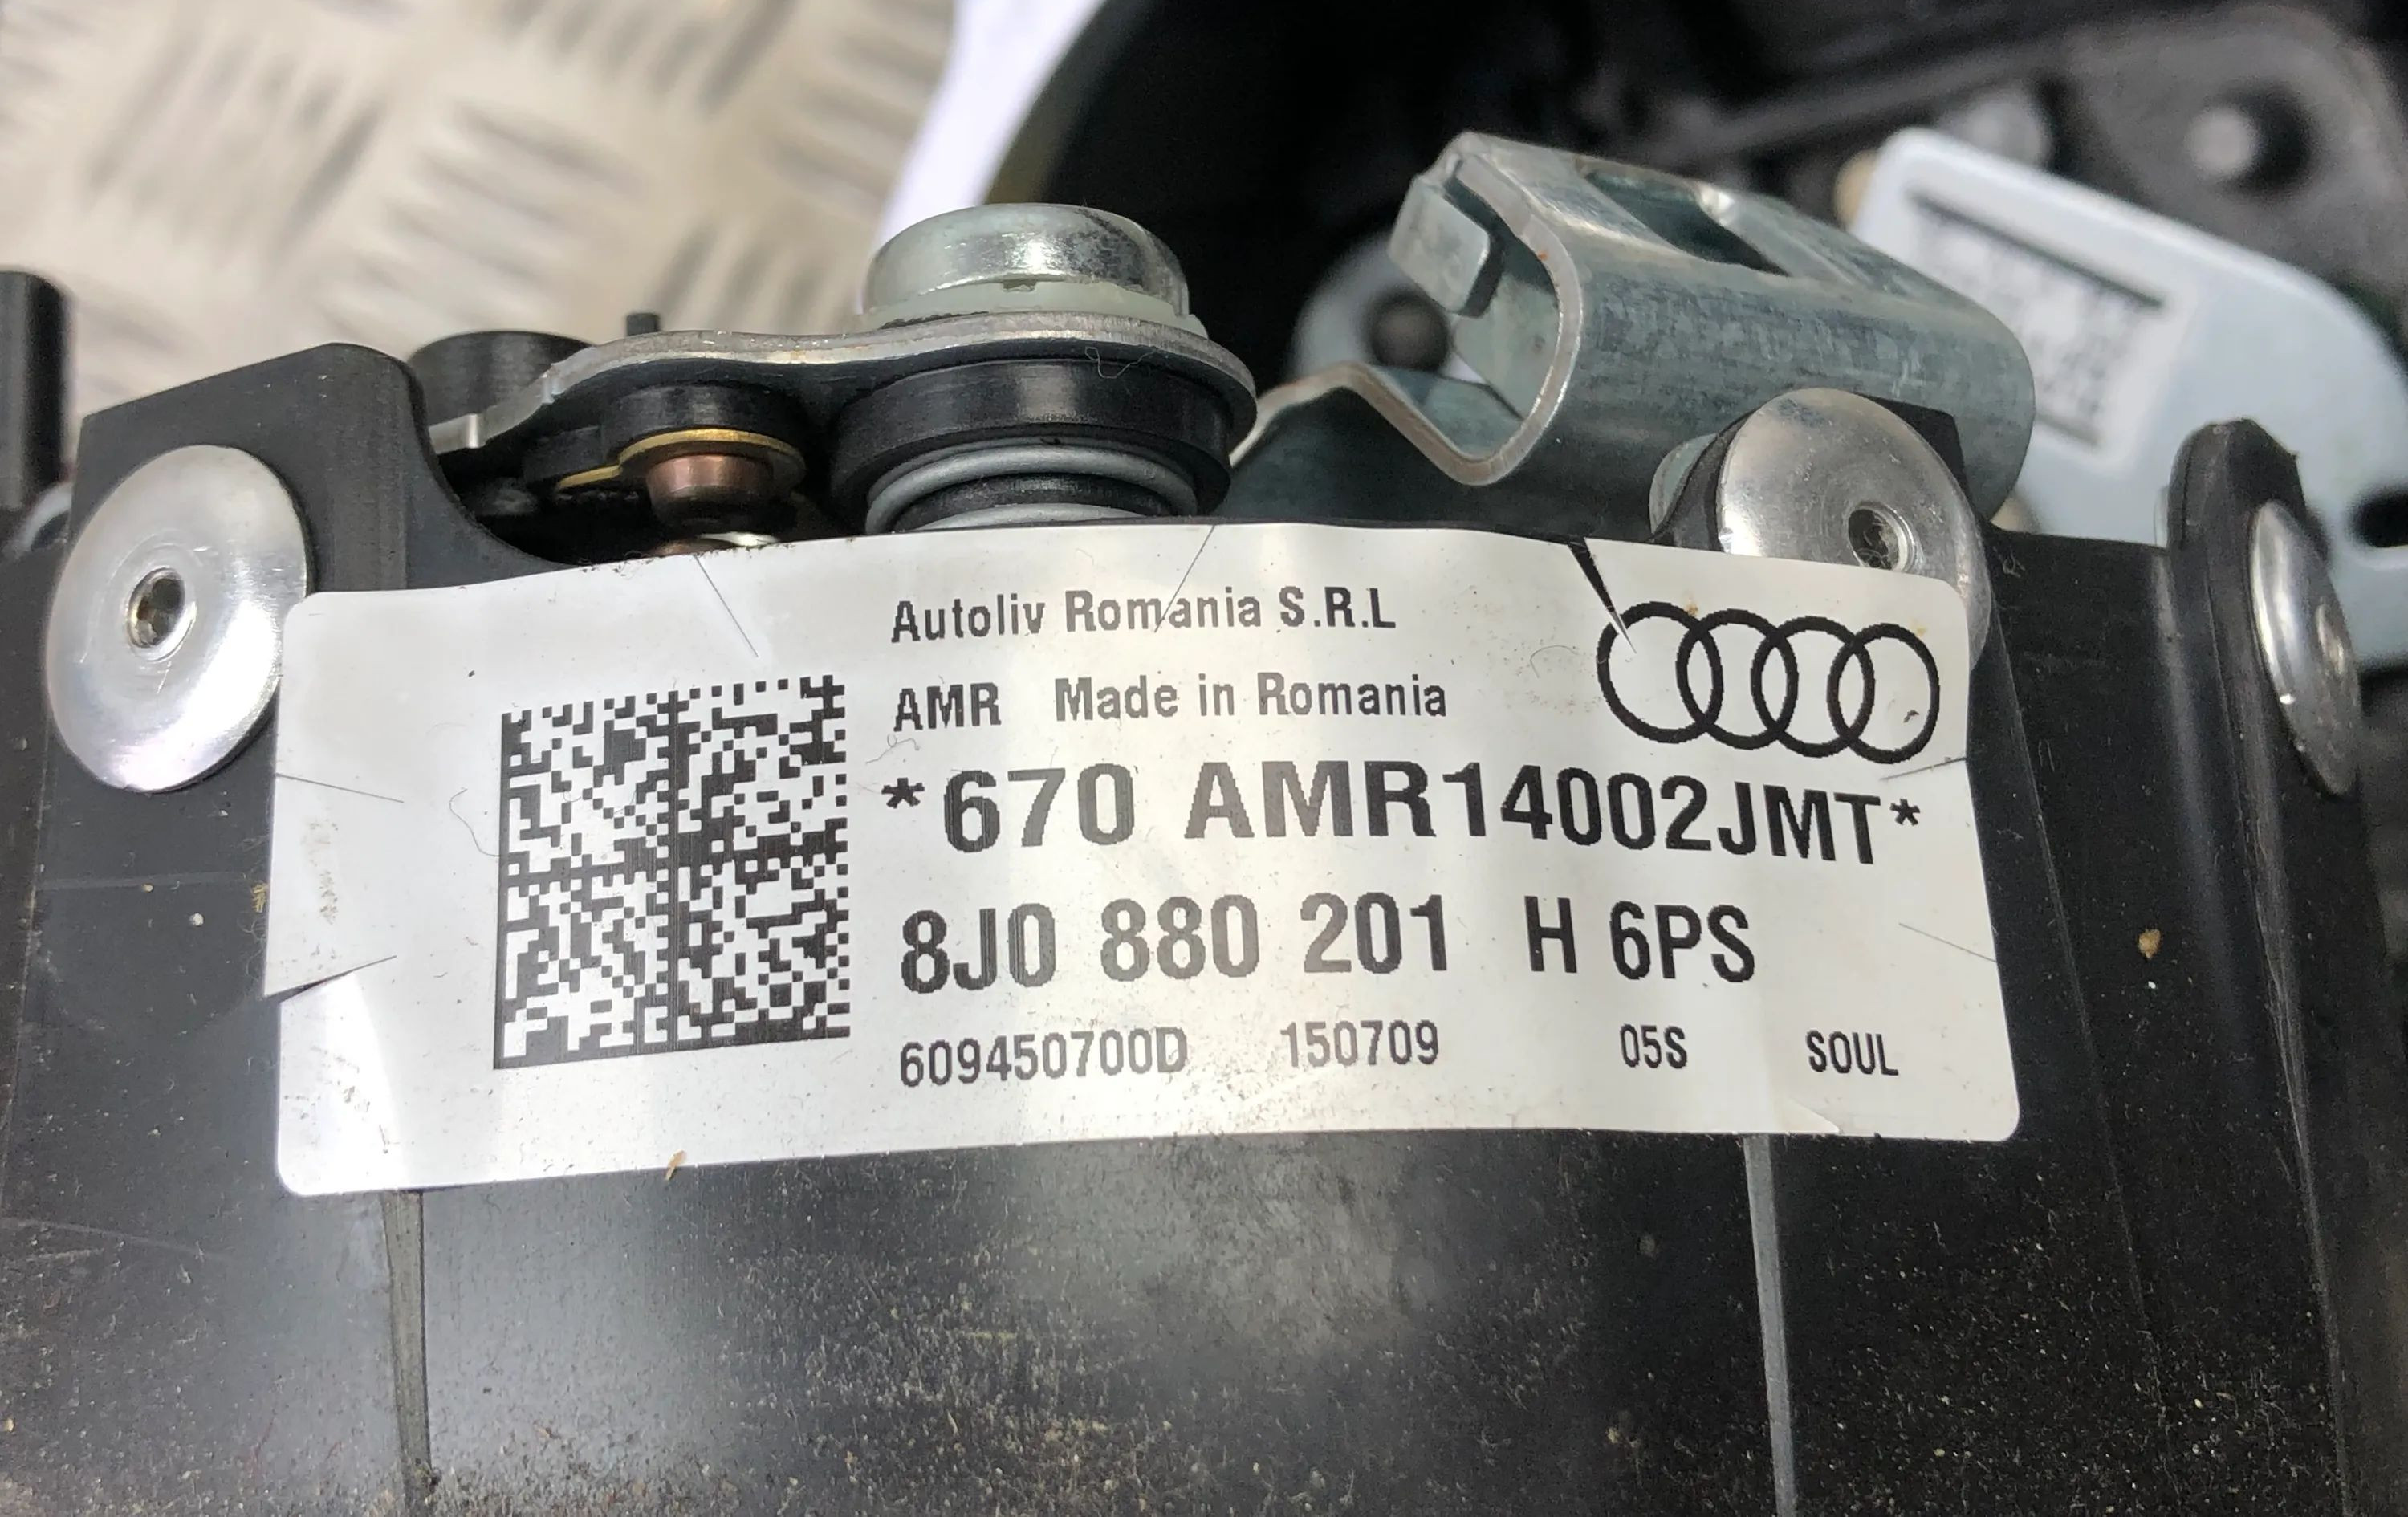 Autoliv Romania S.R.L
AMR Made in Romania
*670 AMR14002JMT*
8J0 880 201 H 6PS
609450700D 150709 05S SOUL